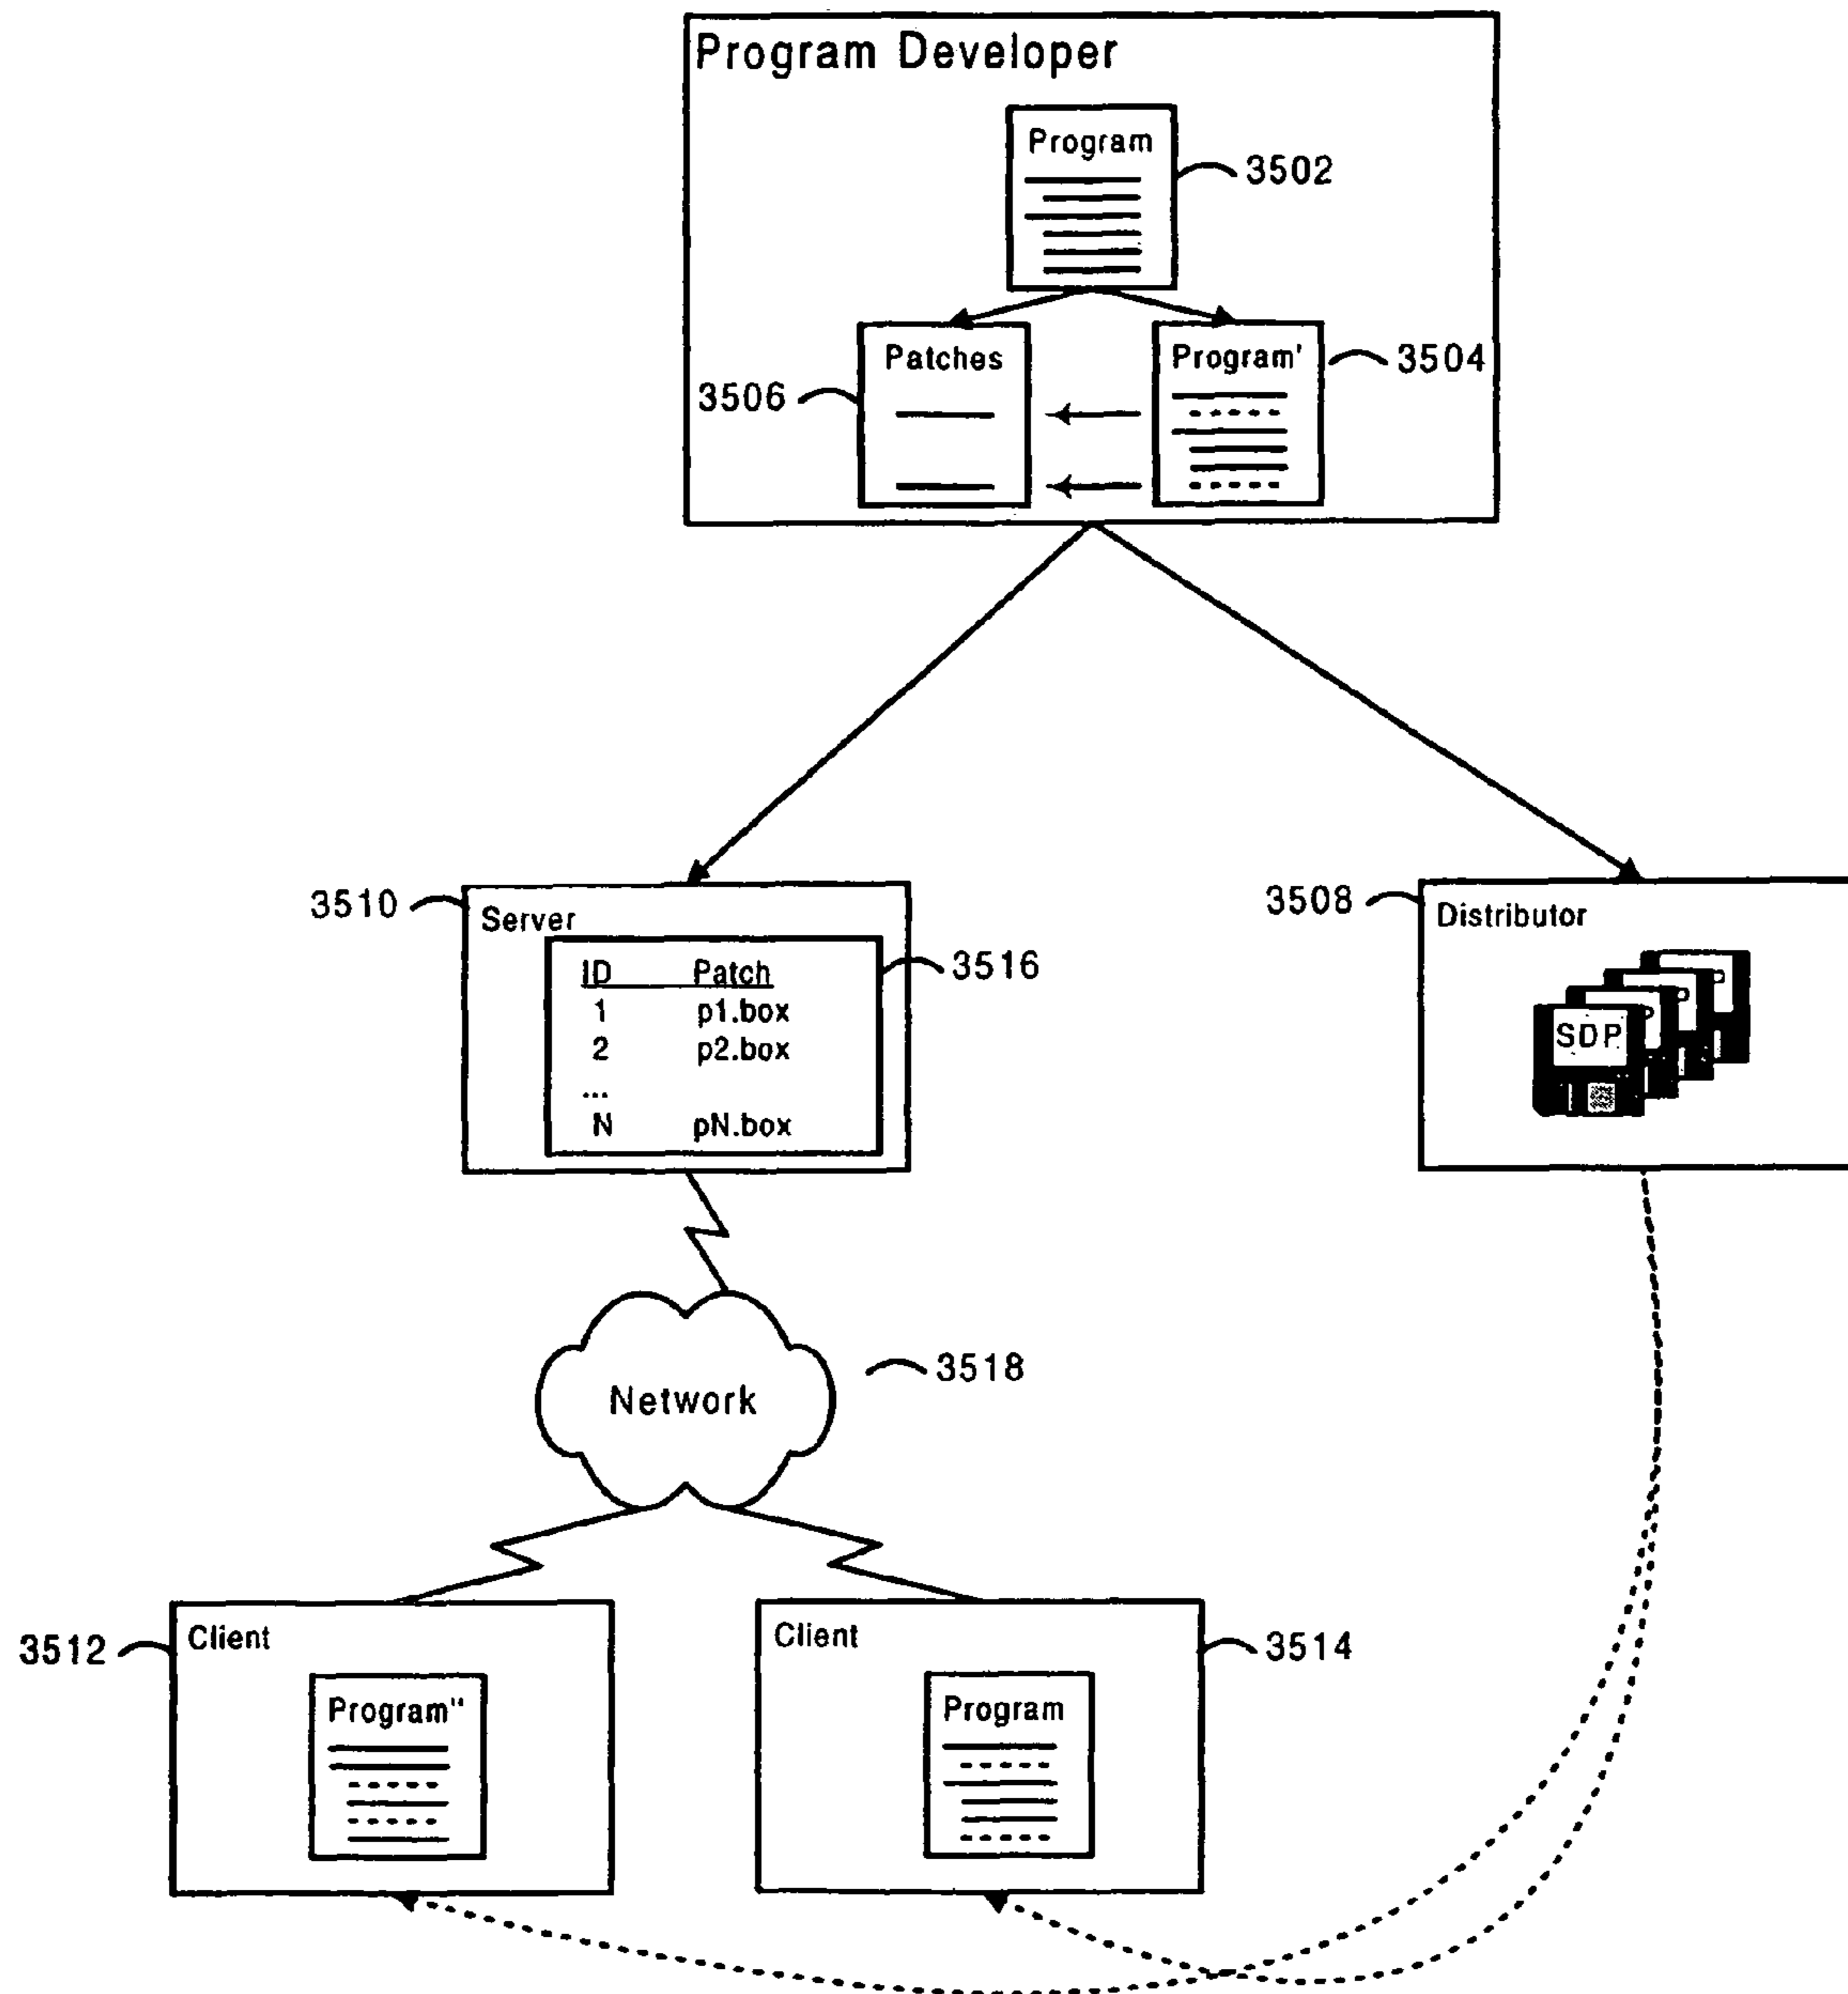 Program Developer
Program
3502
Patches
Program'
3504
3506
3510
Server
ID Patch
1 p1.box
2 p2.box
...
N pN.box
3516
3508
Distributor
SDP
Network
3518
3512
Client
Program"
Client
Program
3514